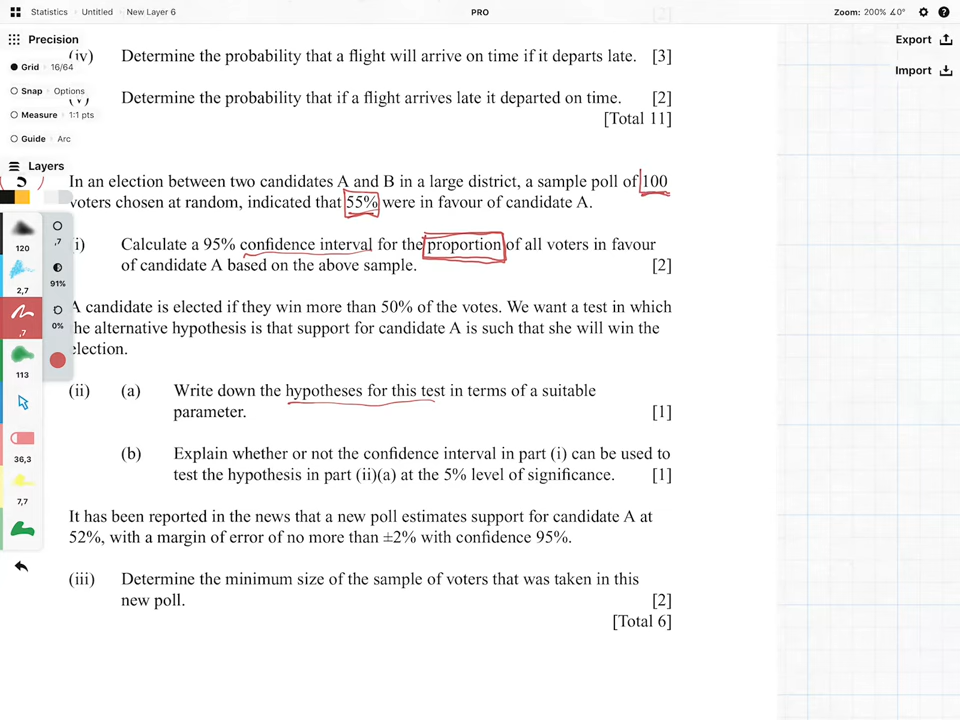 Statistics › Untitled › New Layer 6
PRO
Zoom: 200% ∡0°
Precision
Grid › 16/64
Snap › Options
Measure › 1:1 pts
Guide › Arc
Layers
Export
Import
120
2,7
,7
113
36,3
7,7
,7
91%
0%
[2]
(iv) Determine the probability that a flight will arrive on time if it departs late. [3]
(v) Determine the probability that if a flight arrives late it departed on time. [2]
[Total 11]
In an election between two candidates A and B in a large district, a sample poll of 100
voters chosen at random, indicated that 55% were in favour of candidate A.
(i) Calculate a 95% confidence interval for the proportion of all voters in favour
of candidate A based on the above sample. [2]
A candidate is elected if they win more than 50% of the votes. We want a test in which
the alternative hypothesis is that support for candidate A is such that she will win the
election.
(ii) (a) Write down the hypotheses for this test in terms of a suitable
parameter. [1]
(b) Explain whether or not the confidence interval in part (i) can be used to
test the hypothesis in part (ii)(a) at the 5% level of significance. [1]
It has been reported in the news that a new poll estimates support for candidate A at
52%, with a margin of error of no more than ±2% with confidence 95%.
(iii) Determine the minimum size of the sample of voters that was taken in this
new poll. [2]
[Total 6]